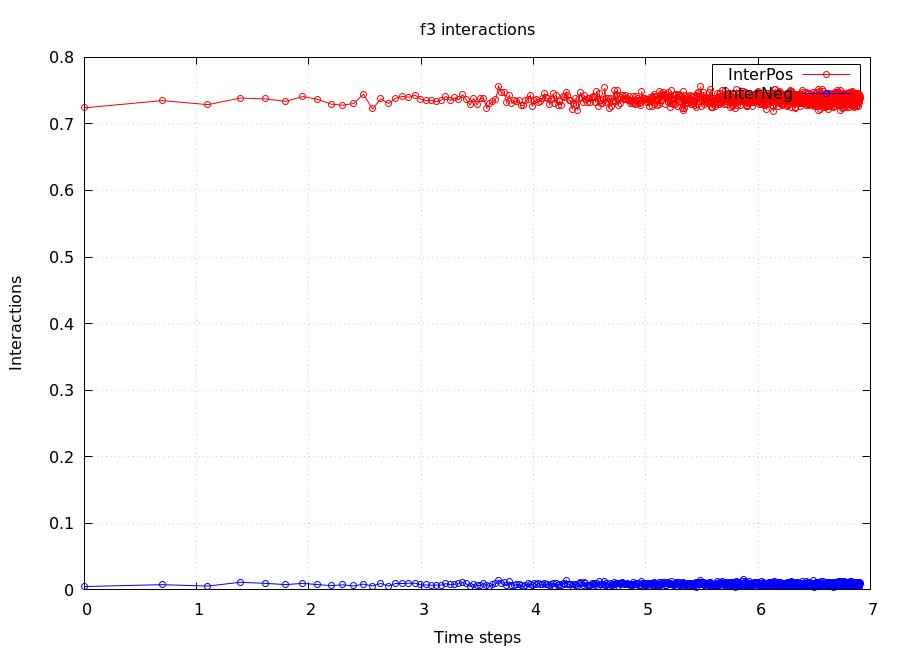 f3 interactions
0.8
InterPos
InterNeg
0.7
0.6
0.5
0.4
0.3
0.2
0.1
0
Interactions
0 1 2 3 4 5 6 7
Time steps